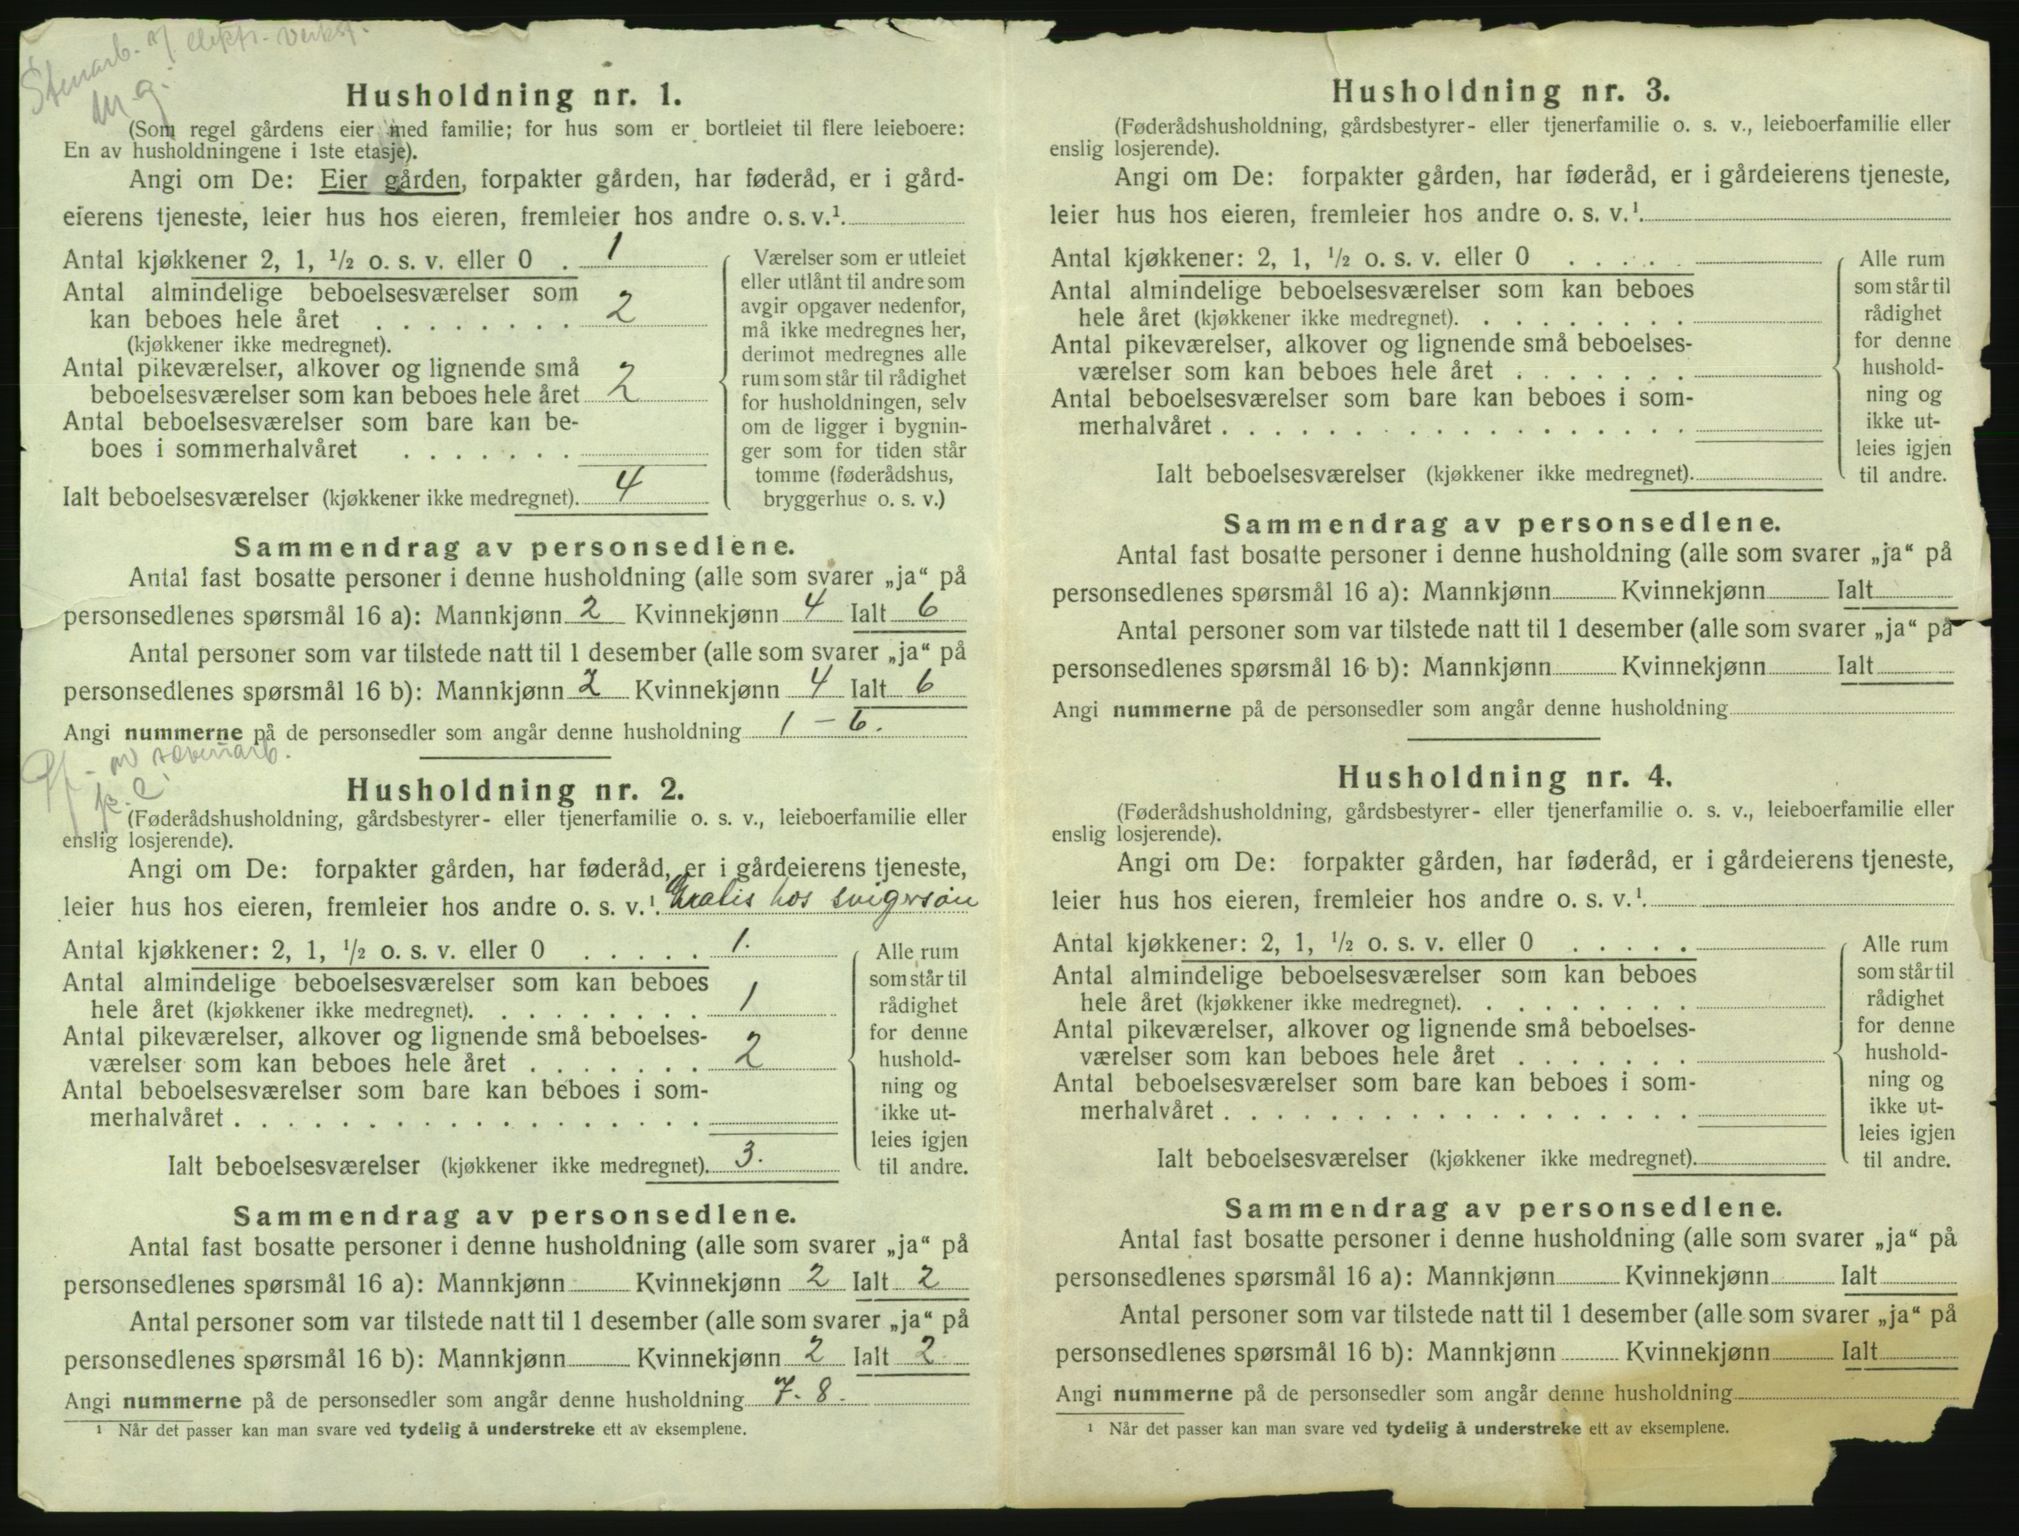 Stenarb. v/ elektr. verkst.
m. g.
Husholdning nr. 1.
(Som regel gårdens eier med familie; for hus som er bortleiet til flere leieboere:
En av husholdningene i 1ste etasje).
Angi om De: Eier gården, forpakter gården, har føderåd, er i gård-
eierens tjeneste, leier hus hos eieren, fremleier hos andre o. s. v.¹.
Antal kjøkkener 2, 1, ½ o. s. v. eller 0 . 1
Antal almindelige beboelsesværelser som
kan beboes hele året . . . . . . . . 2
(kjøkkener ikke medregnet).
Antal pikeværelser, alkover og lignende små
beboelsesværelser som kan beboes hele året 2
Antal beboelsesværelser som bare kan be-
boes i sommerhalvåret . . . . . . .
Ialt beboelsesværelser (kjøkkener ikke medregnet). 4
Værelser som er utleiet
eller utlånt til andre som
avgir opgaver nedenfor,
må ikke medregnes her,
derimot medregnes alle
rum som står til rådighet
for husholdningen, selv
om de ligger i bygnin-
ger som for tiden står
tomme (føderådshus,
bryggerhus o. s. v.)
Sammendrag av personsedlene.
Antal fast bosatte personer i denne husholdning (alle som svarer „ja“ på
personsedlenes spørsmål 16 a): Mannkjønn 2 Kvinnekjønn 4 Ialt 6
Antal personer som var tilstede natt til 1 desember (alle som svarer „ja“ på
personsedlenes spørsmål 16 b): Mannkjønn 2 Kvinnekjønn 4 Ialt 6
Angi nummerne på de personsedler som angår denne husholdning 1 – 6.
Husholdning nr. 2.
(Føderådshusholdning, gårdsbestyrer- eller tjenerfamilie o. s. v., leieboerfamilie eller
enslig losjerende).
Angi om De: forpakter gården, har føderåd, er i gårdeierens tjeneste,
leier hus hos eieren, fremleier hos andre o. s. v.¹. Gratis hos svigersøn
Antal kjøkkener: 2, 1, ½ o. s. v. eller 0 . . . . . 1.
Antal almindelige beboelsesværelser som kan beboes
hele året (kjøkkener ikke medregnet). . . . . . . . . 1
Antal pikeværelser, alkover og lignende små beboelses-
værelser som kan beboes hele året . . . . . . . 2
Antal beboelsesværelser som bare kan beboes i som-
merhalvåret . . . . . . . . . . . . . . . . . .
Ialt beboelsesværelser (kjøkkener ikke medregnet). 3.
Alle rum
som står til
rådighet
for denne
hushold-
ning og
ikke ut-
leies igjen
til andre.
Sammendrag av personsedlene.
Antal fast bosatte personer i denne husholdning (alle som svarer „ja“ på
personsedlenes spørsmål 16 a): Mannkjønn Kvinnekjønn 2 Ialt 2
Antal personer som var tilstede natt til 1 desember (alle som svarer „ja“ på
personsedlenes spørsmål 16 b): Mannkjønn Kvinnekjønn 2 Ialt 2
Angi nummerne på de personsedler som angår denne husholdning 7. 8.
¹ Når det passer kan man svare ved tydelig å understreke ett av eksemplene.
Husholdning nr. 3.
(Føderådshusholdning, gårdsbestyrer- eller tjenerfamilie o. s. v., leieboerfamilie eller
enslig losjerende).
Angi om De: forpakter gården, har føderåd, er i gårdeierens tjeneste,
leier hus hos eieren, fremleier hos andre o. s. v.¹.
Antal kjøkkener: 2, 1, ½ o. s. v. eller 0 . . . . .
Antal almindelige beboelsesværelser som kan beboes
hele året (kjøkkener ikke medregnet). . . . . . . . .
Antal pikeværelser, alkover og lignende små beboelses-
værelser som kan beboes hele året . . . . . . .
Antal beboelsesværelser som bare kan beboes i som-
merhalvåret . . . . . . . . . . . . . . . . . .
Ialt beboelsesværelser (kjøkkener ikke medregnet).
Alle rum
som står til
rådighet
for denne
hushold-
ning og
ikke ut-
leies igjen
til andre.
Sammendrag av personsedlene.
Antal fast bosatte personer i denne husholdning (alle som svarer „ja“ på
personsedlenes spørsmål 16 a): Mannkjønn Kvinnekjønn Ialt
Antal personer som var tilstede natt til 1 desember (alle som svarer „ja“ på
personsedlenes spørsmål 16 b): Mannkjønn Kvinnekjønn Ialt
Angi nummerne på de personsedler som angår denne husholdning
Husholdning nr. 4.
(Føderådshusholdning, gårdsbestyrer- eller tjenerfamilie o. s. v., leieboerfamilie eller
enslig losjerende).
Angi om De: forpakter gården, har føderåd, er i gårdeierens tjeneste,
leier hus hos eieren, fremleier hos andre o. s. v.¹.
Antal kjøkkener: 2, 1, ½ o. s. v. eller 0 . . . . .
Antal almindelige beboelsesværelser som kan beboes
hele året (kjøkkener ikke medregnet). . . . . . . . .
Antal pikeværelser, alkover og lignende små beboelses-
værelser som kan beboes hele året . . . . . . .
Antal beboelsesværelser som bare kan beboes i som-
merhalvåret . . . . . . . . . . . . . . . . . .
Ialt beboelsesværelser (kjøkkener ikke medregnet).
Alle rum
som står til
rådighet
for denne
hushold-
ning og
ikke ut-
leies igjen
til andre.
Sammendrag av personsedlene.
Antal fast bosatte personer i denne husholdning (alle som svarer „ja“ på
personsedlenes spørsmål 16 a): Mannkjønn Kvinnekjønn Ialt
Antal personer som var tilstede natt til 1 desember (alle som svarer „ja“ på
personsedlenes spørsmål 16 b): Mannkjønn Kvinnekjønn Ialt
Angi nummerne på de personsedler som angår denne husholdning
¹ Når det passer kan man svare ved tydelig å understreke ett av eksemplene.